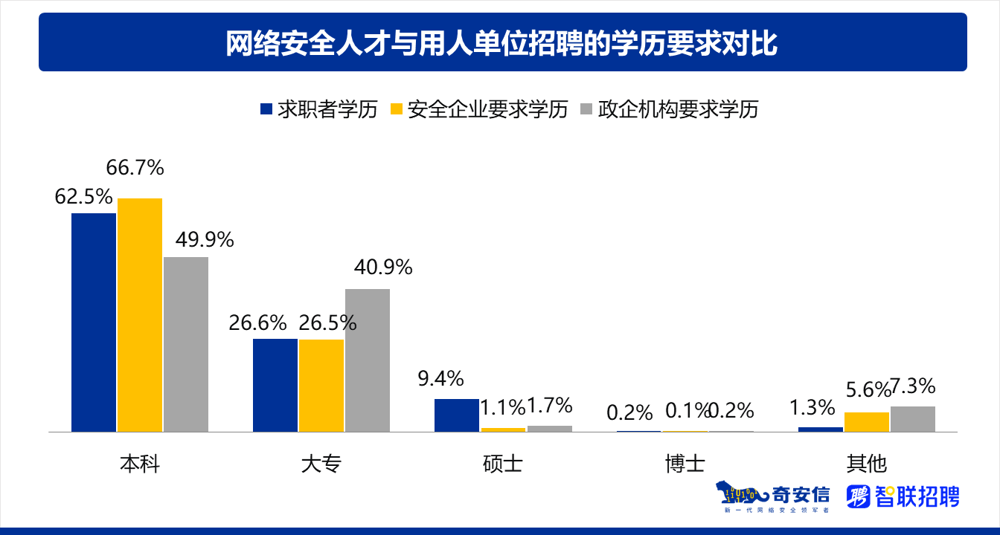 网络安全人才与用人单位招聘的学历要求对比
求职者学历 安全企业要求学历 政企机构要求学历
66.7%
62.5%
49.9%
40.9%
26.6% 26.5%
9.4%
1.1% 1.7%
0.2% 0.1% 0.2%
1.3% 5.6% 7.3%
本科 大专 硕士 博士 其他
奇安信
新一代网络安全领军者
聘 智联招聘